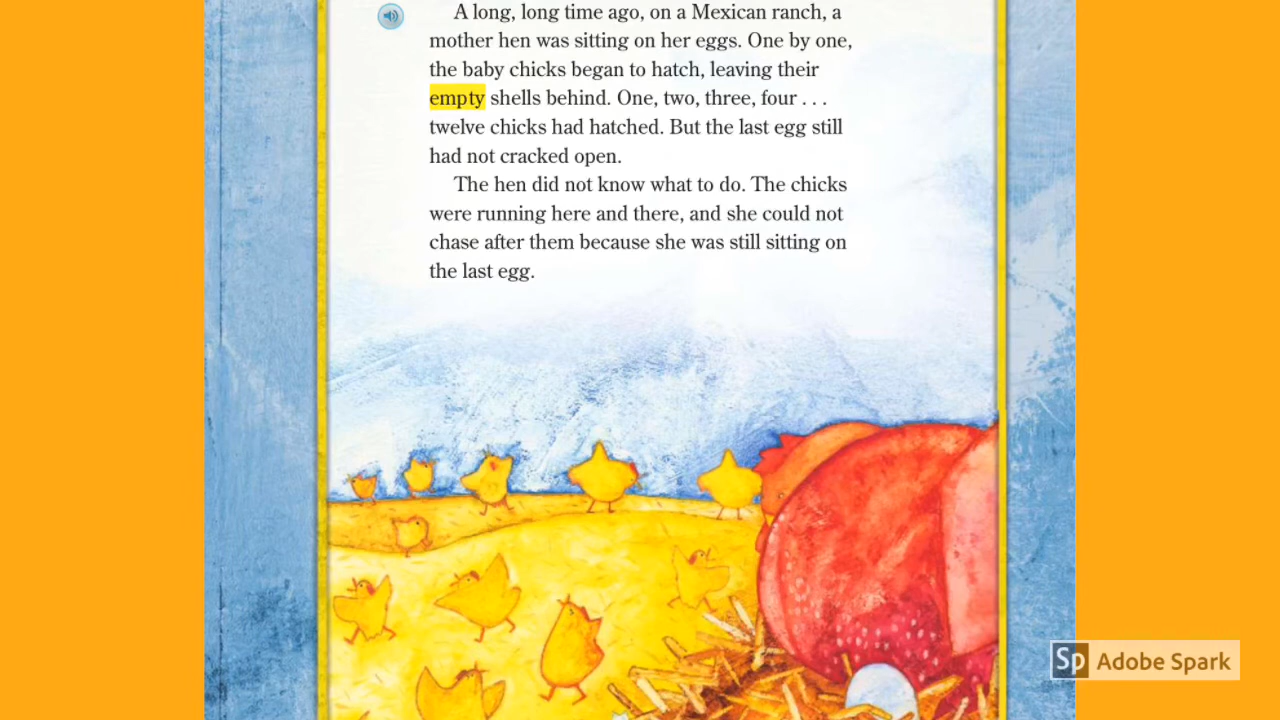 A long, long time ago, on a Mexican ranch, a
mother hen was sitting on her eggs. One by one,
the baby chicks began to hatch, leaving their
empty shells behind. One, two, three, four . . .
twelve chicks had hatched. But the last egg still
had not cracked open.
The hen did not know what to do. The chicks
were running here and there, and she could not
chase after them because she was still sitting on
the last egg.
Sp Adobe Spark